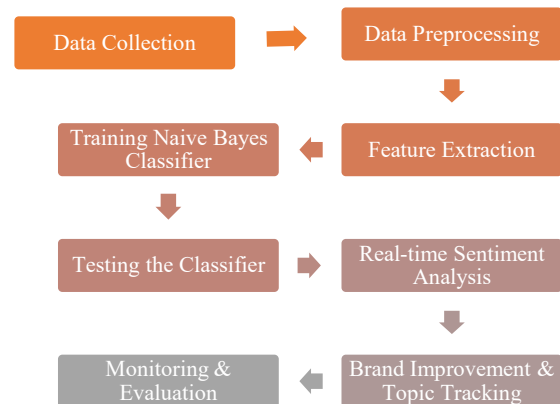 Data Collection
Data Preprocessing
Training Naive Bayes
Classifier
Feature Extraction
Testing the Classifier
Real-time Sentiment
Analysis
Monitoring &
Evaluation
Brand Improvement &
Topic Tracking